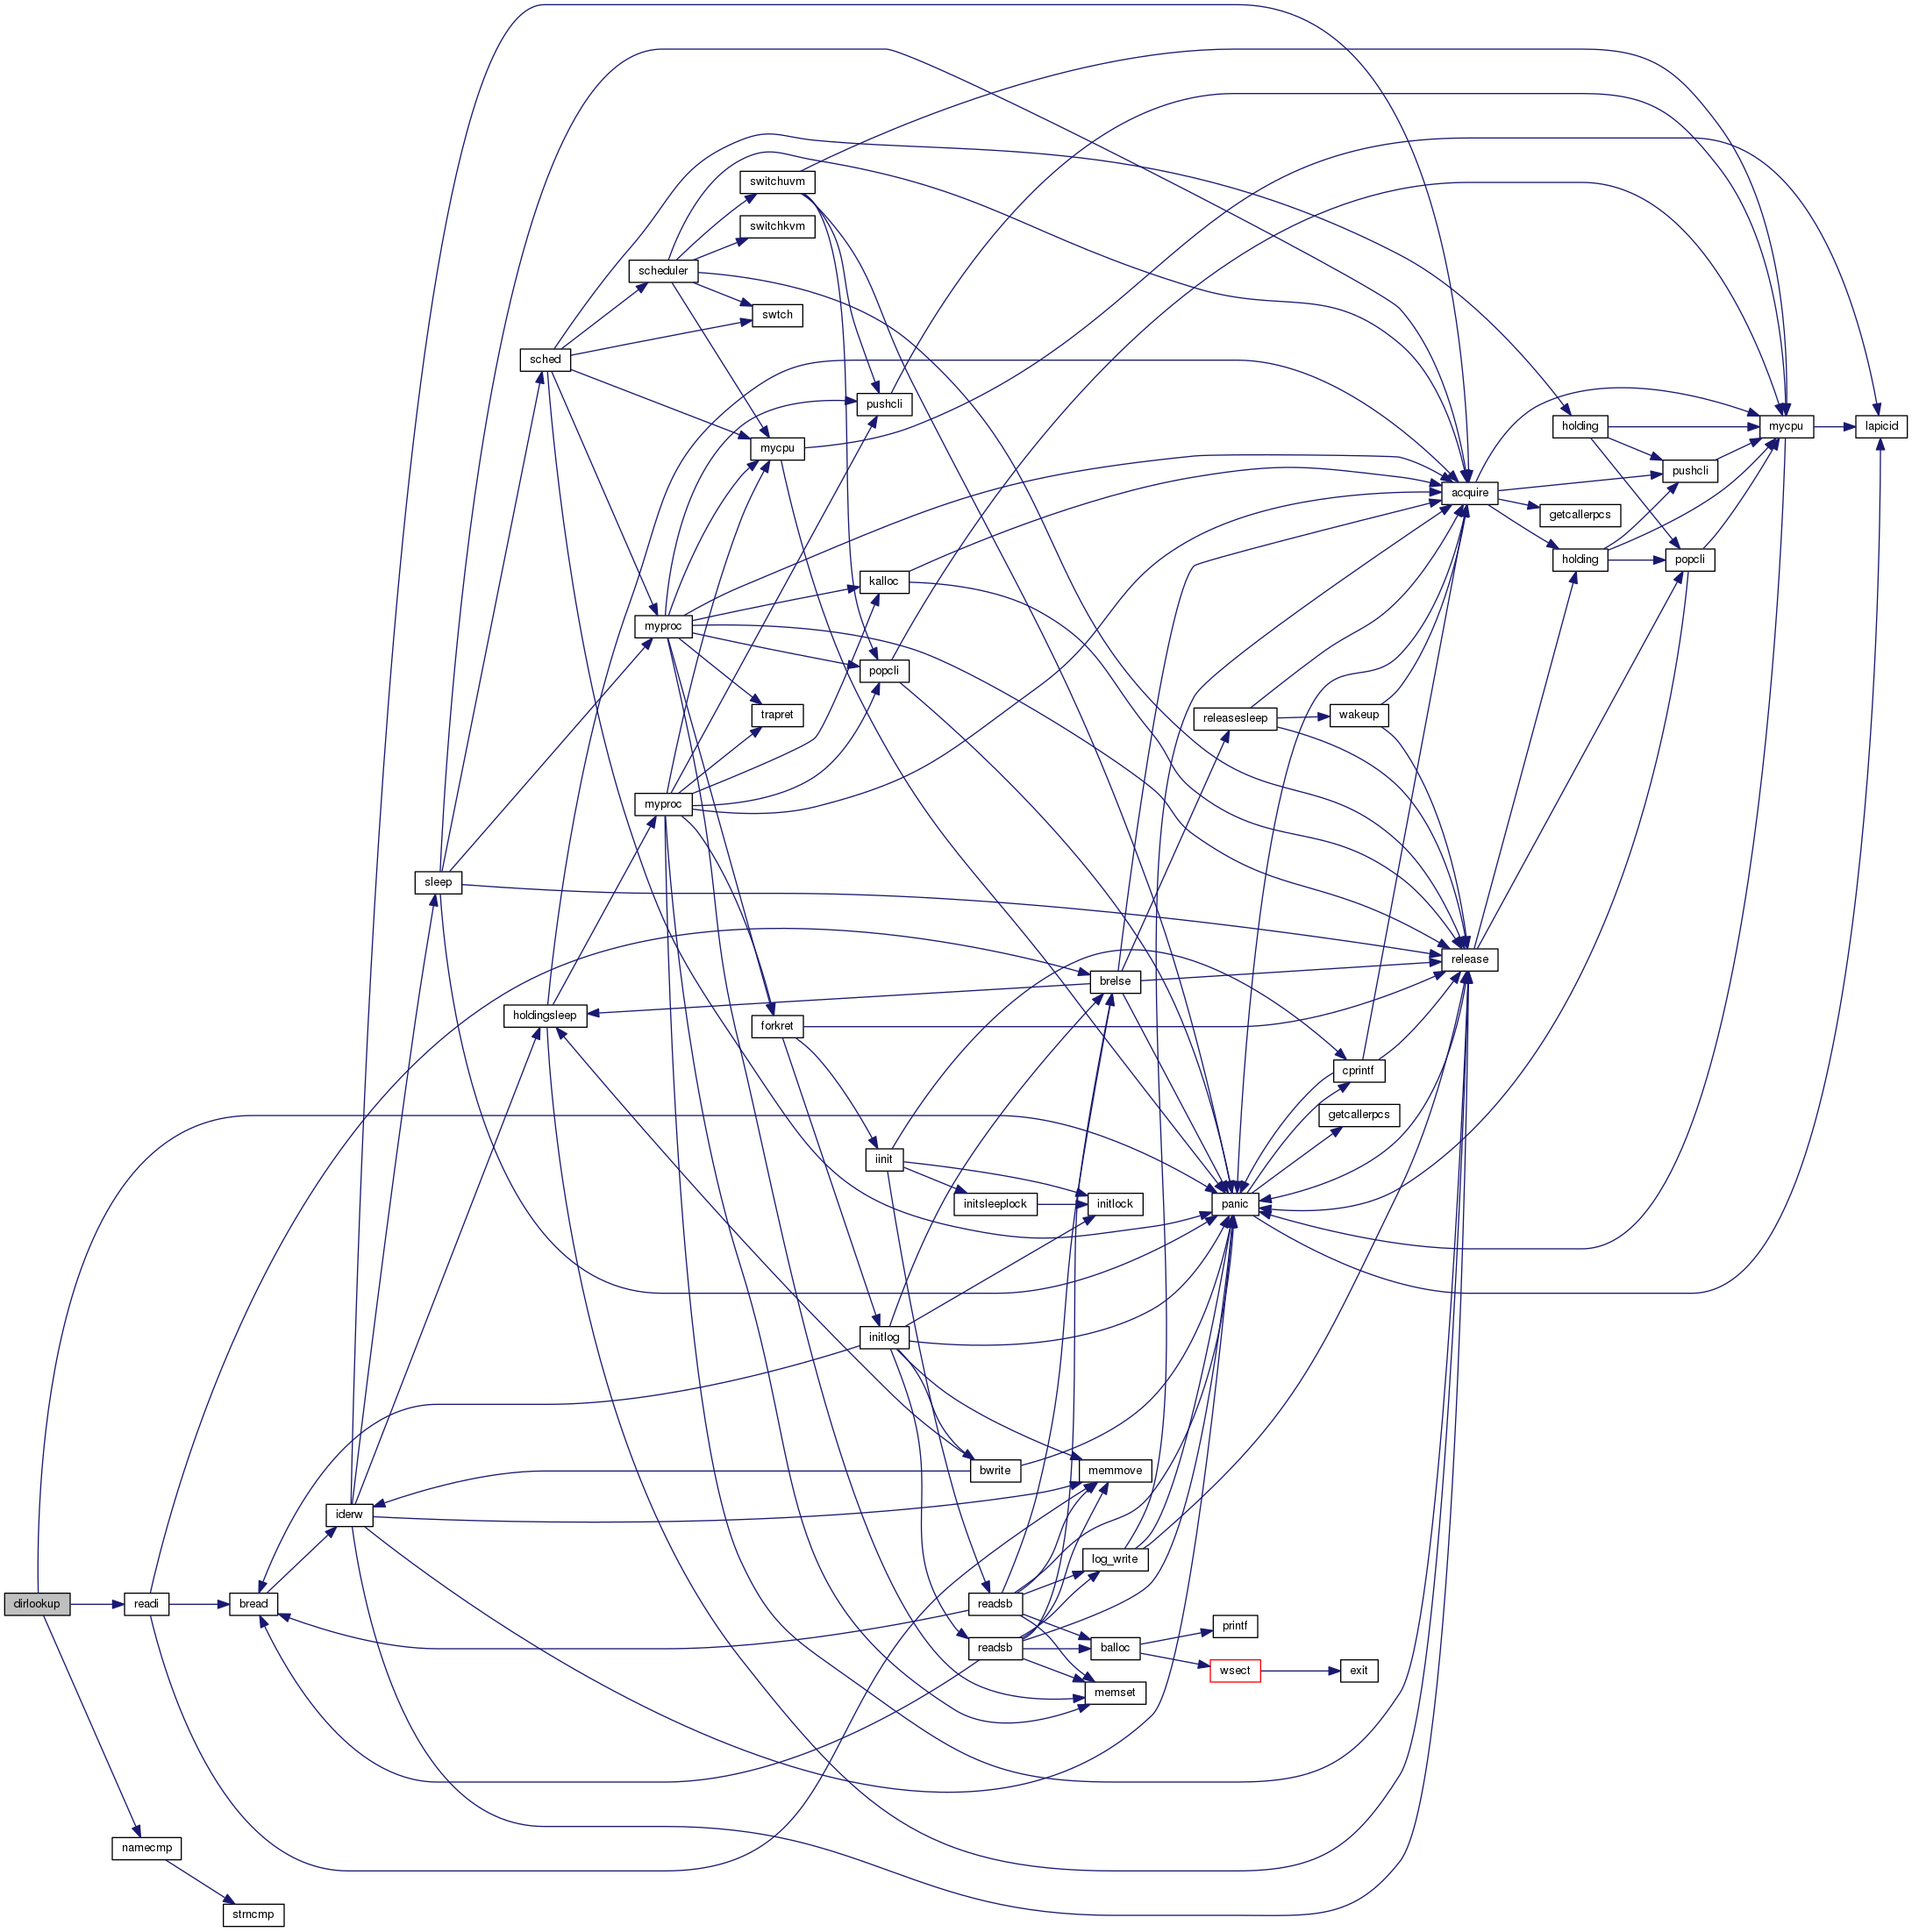 switchuvm
switchkvm
scheduler
swtch
sched
pushcli
holding
mycpu
lapicid
mycpu
pushcli
acquire
getcallerpcs
holding
popcli
kalloc
myproc
popcli
trapret
releasesleep
wakeup
myproc
sleep
release
brelse
holdingsleep
forkret
cprintf
getcallerpcs
iinit
initsleeplock
initlock
panic
initlog
bwrite
memmove
iderw
log_write
dirlookup
readi
bread
readsb
printf
readsb
balloc
wsect
exit
memset
namecmp
strncmp